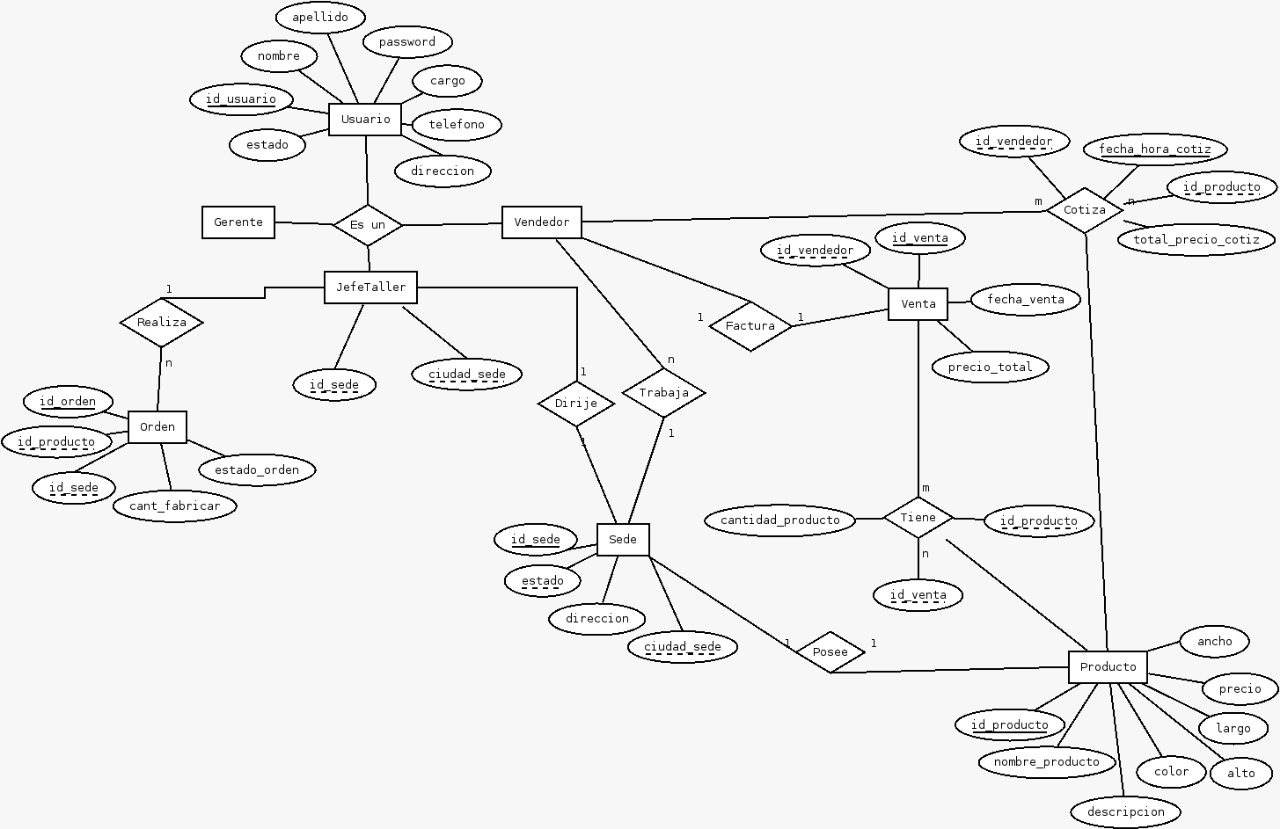 apellido
password
nombre
cargo
id_usuario
Usuario
telefono
estado
direccion
id_vendedor
fecha_hora_cotiz
id_producto
n
m
Cotiza
total_precio_cotiz
Gerente
Es un
Vendedor
id_vendedor
id_venta
JefeTaller
1
Realiza
n
fecha_venta
Venta
1
1
Factura
precio_total
n
1
Trabaja
Dirije
1
1
id_sede
ciudad_sede
id_orden
Orden
id_producto
estado_orden
id_sede
cant_fabricar
m
cantidad_producto
Tiene
id_producto
n
id_venta
id_sede
Sede
estado
direccion
ciudad_sede
1
Posee
1
Producto
ancho
precio
id_producto
largo
nombre_producto
color
alto
descripcion